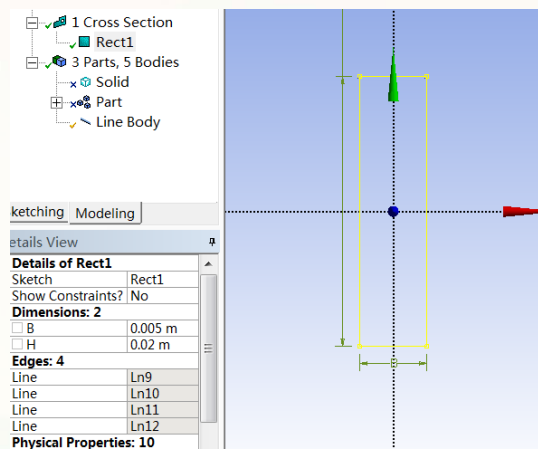 1 Cross Section
Rect1
3 Parts, 5 Bodies
Solid
Part
Line Body
ketching Modeling
etails View
Details of Rect1
Sketch Rect1
Show Constraints? No
Dimensions: 2
B 0.005 m
H 0.02 m
Edges: 4
Line Ln9
Line Ln10
Line Ln11
Line Ln12
Physical Properties: 10
B